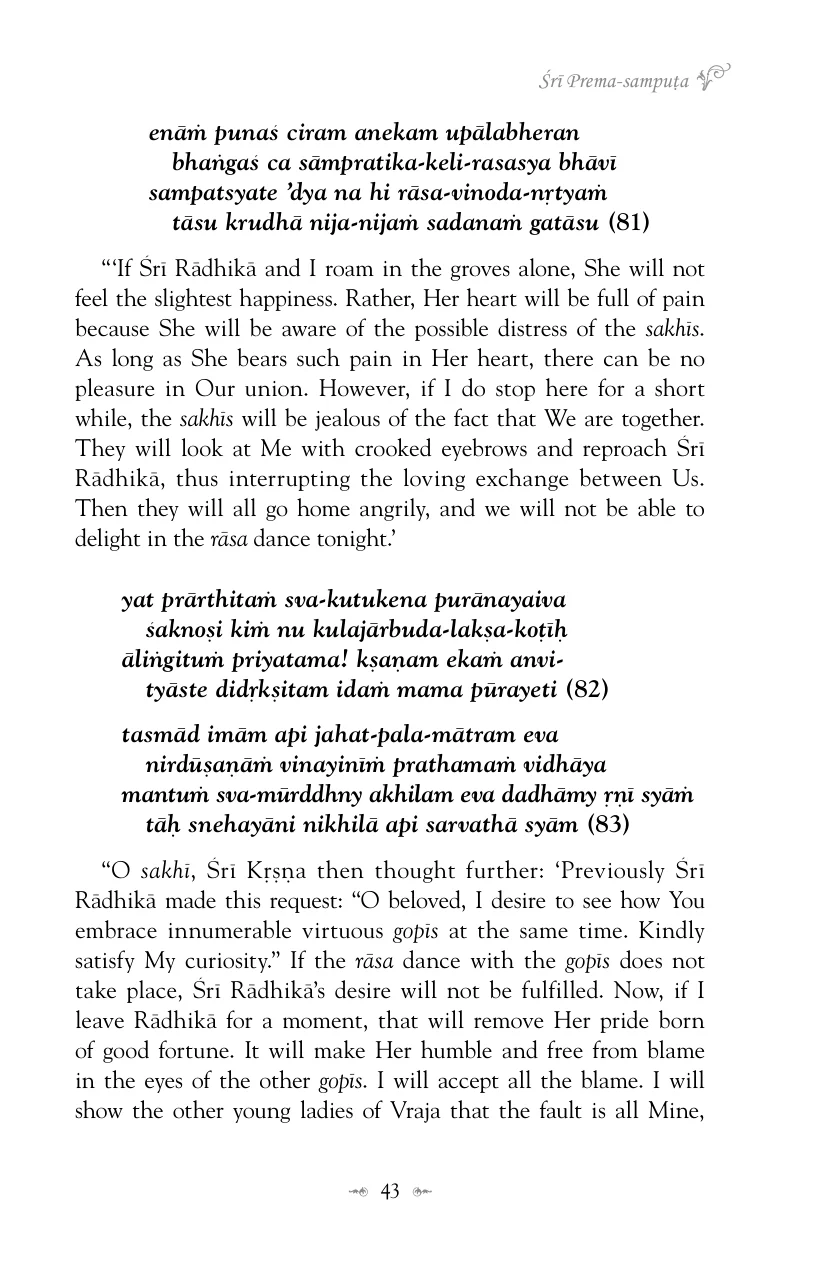 Śrī Prema-sampuṭa
enāṁ punaś ciram anekam upālabheran
bhaṅgaś ca sāmpratika-keli-rasasya bhāvī
sampatsyate ’dya na hi rāsa-vinoda-nṛtyaṁ
tāsu krudhā nija-nijaṁ sadanaṁ gatāsu (81)
“‘If Śrī Rādhikā and I roam in the groves alone, She will not
feel the slightest happiness. Rather, Her heart will be full of pain
because She will be aware of the possible distress of the sakhīs.
As long as She bears such pain in Her heart, there can be no
pleasure in Our union. However, if I do stop here for a short
while, the sakhīs will be jealous of the fact that We are together.
They will look at Me with crooked eyebrows and reproach Śrī
Rādhikā, thus interrupting the loving exchange between Us.
Then they will all go home angrily, and we will not be able to
delight in the rāsa dance tonight.’
yat prārthitaṁ sva-kutukena purānayaiva
śaknoṣi kiṁ nu kulajārbuda-lakṣa-koṭīḥ
āliṅgituṁ priyatama! kṣaṇam ekaṁ anvi-
tyāste didṛkṣitam idaṁ mama pūrayeti (82)
tasmād imām api jahat-pala-mātram eva
nirdūṣaṇāṁ vinayinīṁ prathamaṁ vidhāya
mantuṁ sva-mūrddhny akhilam eva dadhāmy ṛṇī syāṁ
tāḥ snehayāni nikhilā api sarvathā syām (83)
“O sakhī, Śrī Kṛṣṇa then thought further: ‘Previously Śrī
Rādhikā made this request: “O beloved, I desire to see how You
embrace innumerable virtuous gopīs at the same time. Kindly
satisfy My curiosity.” If the rāsa dance with the gopīs does not
take place, Śrī Rādhikā’s desire will not be fulfilled. Now, if I
leave Rādhikā for a moment, that will remove Her pride born
of good fortune. It will make Her humble and free from blame
in the eyes of the other gopīs. I will accept all the blame. I will
show the other young ladies of Vraja that the fault is all Mine,
43